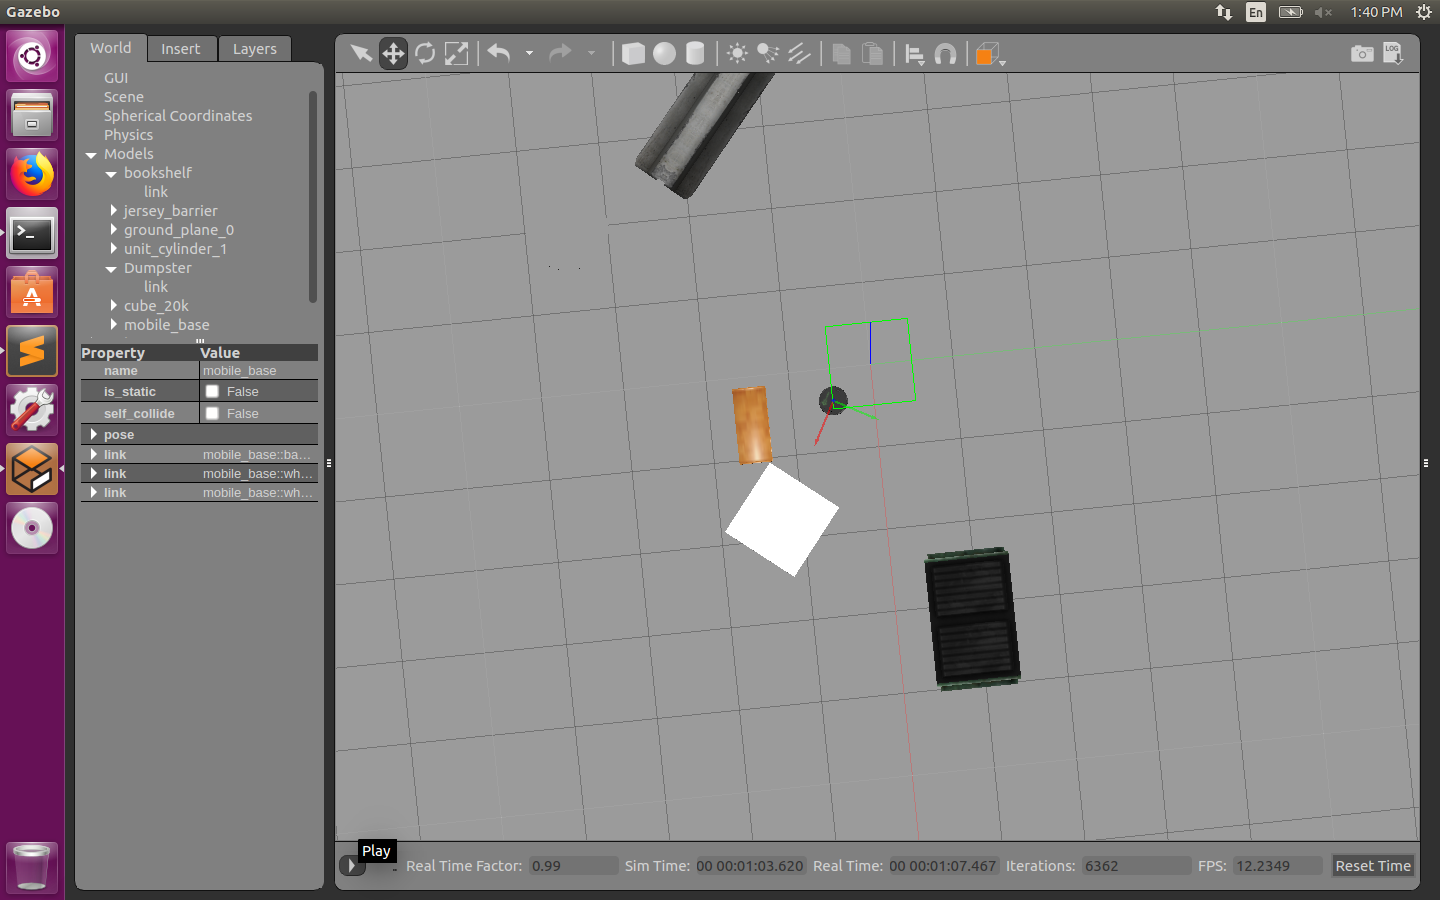 Gazebo
En
1:40 PM
World
Insert
Layers
GUI
Scene
Spherical Coordinates
Physics
Models
bookshelf
link
jersey_barrier
ground_plane_0
unit_cylinder_1
Dumpster
link
cube_20k
mobile_base
Property Value
name mobile_base
is_static False
self_collide False
pose
link mobile_base::ba...
link mobile_base::wh...
link mobile_base::wh...
LOG
Play
Real Time Factor: 0.99 Sim Time: 00 00:01:03.620 Real Time: 00 00:01:07.467 Iterations: 6362 FPS: 12.2349 Reset Time